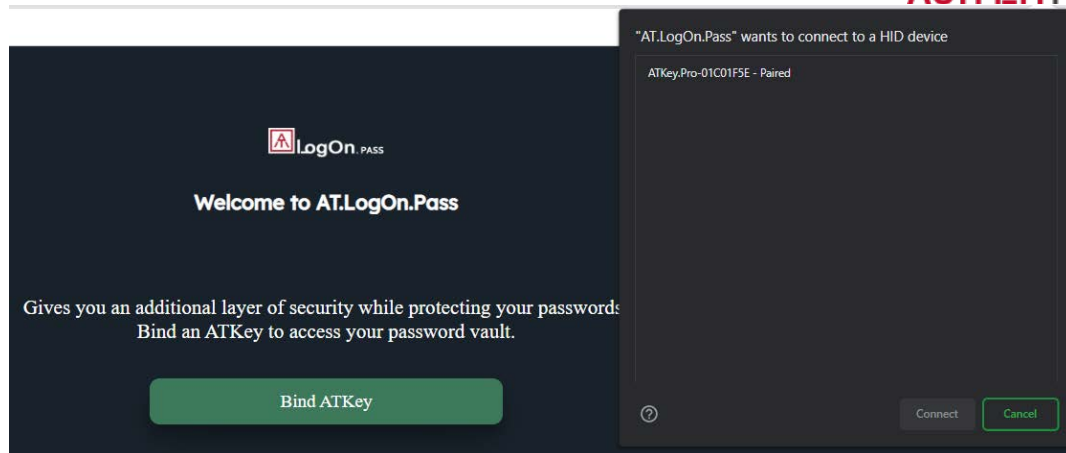 LogOn.PASS
Welcome to AT.LogOn.Pass
Gives you an additional layer of security while protecting your passwords
Bind an ATKey to access your password vault.
Bind ATKey
"AT.LogOn.Pass" wants to connect to a HID device
ATKey.Pro-01C01F5E - Paired
Connect
Cancel